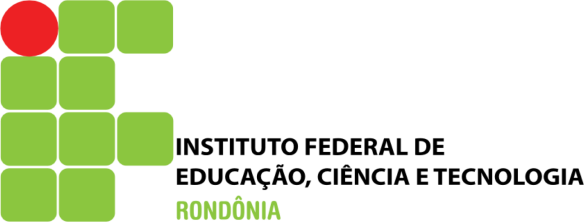 INSTITUTO FEDERAL DE
EDUCAÇÃO, CIÊNCIA E TECNOLOGIA
RONDÔNIA